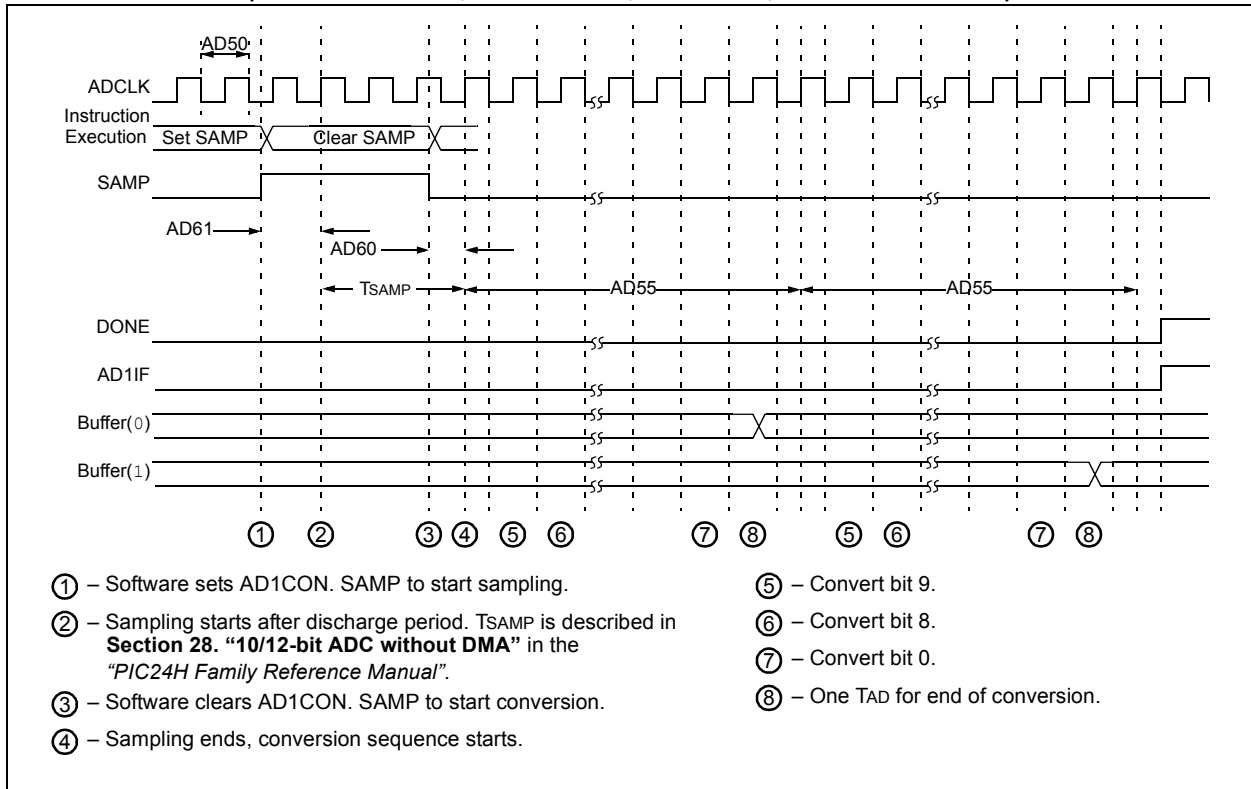 AD50
ADCLK
Instruction
Execution Set SAMP Clear SAMP
SAMP
AD61
AD60
TSAMP AD55 AD55
DONE
AD1IF
Buffer(0)
Buffer(1)
1 2 3 4 5 6 7 8 5 6 7 8
1 – Software sets AD1CON. SAMP to start sampling.
2 – Sampling starts after discharge period. TSAMP is described in
Section 28. “10/12-bit ADC without DMA” in the
“PIC24H Family Reference Manual”.
3 – Software clears AD1CON. SAMP to start conversion.
4 – Sampling ends, conversion sequence starts.
5 – Convert bit 9.
6 – Convert bit 8.
7 – Convert bit 0.
8 – One TAD for end of conversion.